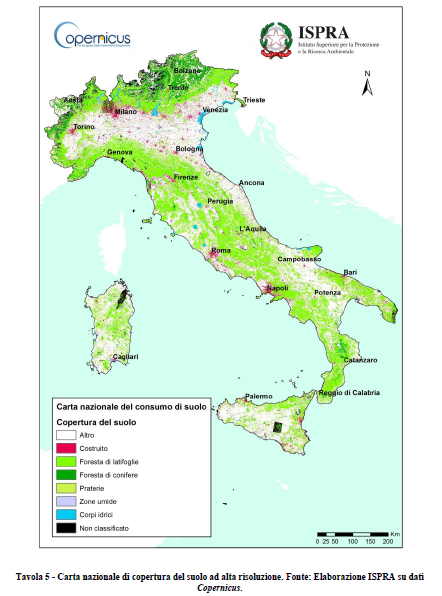 Copernicus
ISPRA
Istituto Superiore per la Protezione
e la Ricerca Ambientale
N
Bolzano
Trento
Aosta
Milano
Venezia
Trieste
Torino
Bologna
Genova
Firenze
Ancona
Perugia
L'Aquila
Roma
Campobasso
Bari
Napoli
Potenza
Cagliari
Catanzaro
Palermo
Reggio di Calabria
Carta nazionale del consumo di suolo
Copertura del suolo
Altro
Costruito
Foresta di latifoglie
Foresta di conifere
Praterie
Zone umide
Corpi idrici
Non classificato
0 25 50 100 150 200
Km
Tavola 5 - Carta nazionale di copertura del suolo ad alta risoluzione. Fonte: Elaborazione ISPRA su dati
Copernicus.